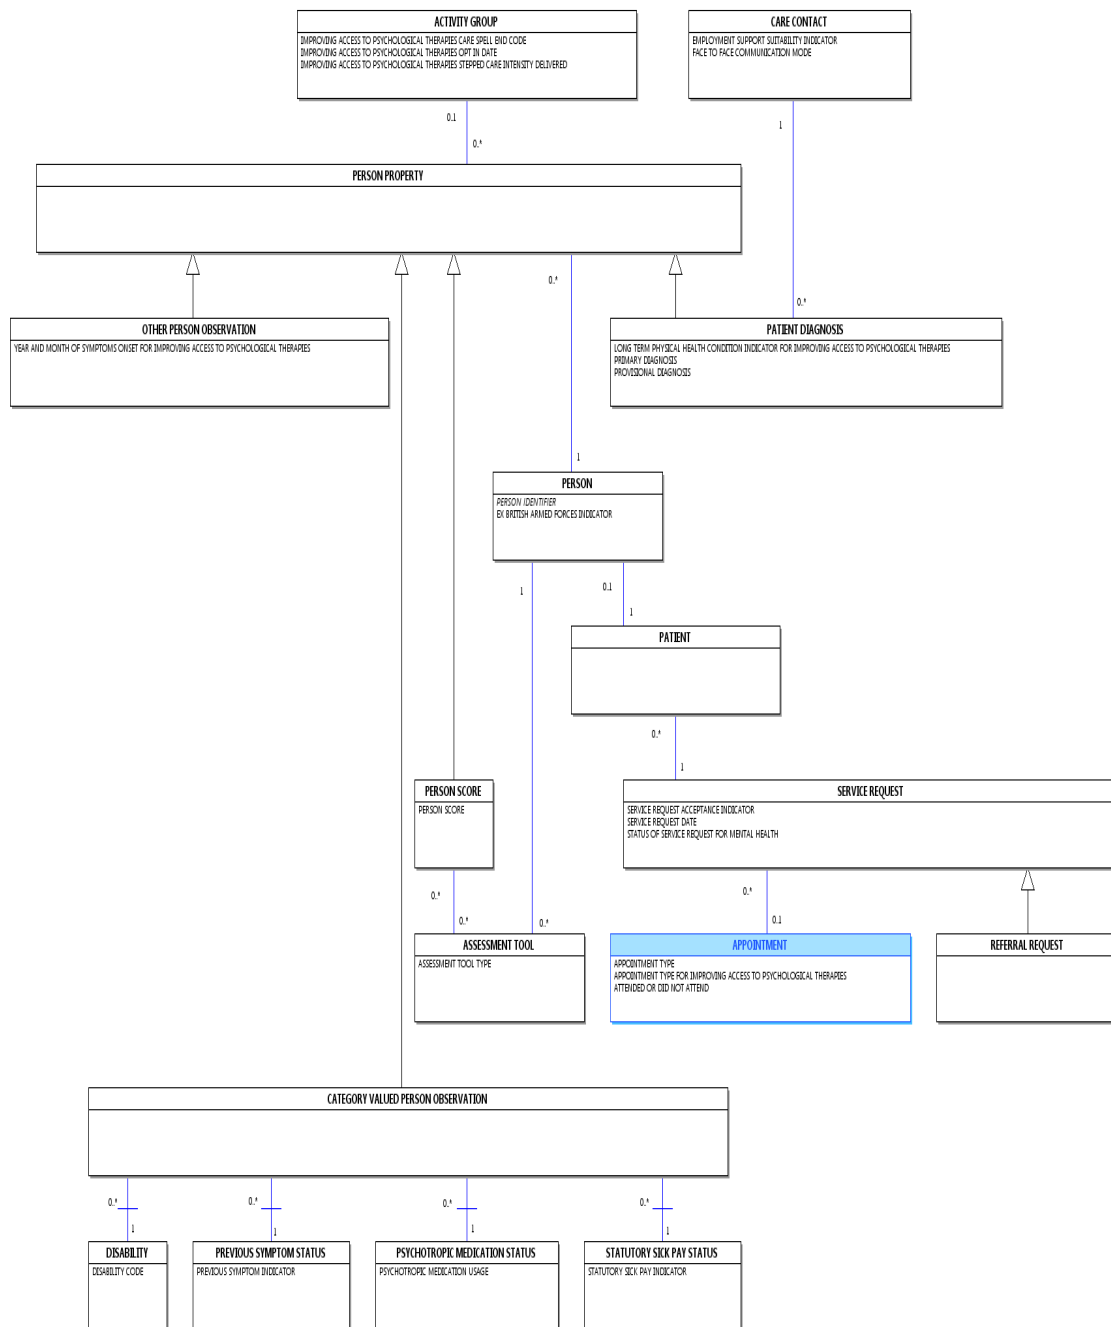 ACTIVITY GROUP
IMPROVING ACCESS TO PSYCHOLOGICAL THERAPIES CARE SPELL END CODE
IMPROVING ACCESS TO PSYCHOLOGICAL THERAPIES OPT IN DATE
IMPROVING ACCESS TO PSYCHOLOGICAL THERAPIES STEPPED CARE INTENSITY DELIVERED
CARE CONTACT
EMPLOYMENT SUPPORT SUITABILITY INDICATOR
FACE TO FACE COMMUNICATION MODE
0..1
0..*
1
PERSON PROPERTY
0..*
0..*
OTHER PERSON OBSERVATION
YEAR AND MONTH OF SYMPTOMS ONSET FOR IMPROVING ACCESS TO PSYCHOLOGICAL THERAPIES
PATIENT DIAGNOSIS
LONG TERM PHYSICAL HEALTH CONDITION INDICATOR FOR IMPROVING ACCESS TO PSYCHOLOGICAL THERAPIES
PRIMARY DIAGNOSIS
PROVISIONAL DIAGNOSIS
1
PERSON
PERSON IDENTIFIER
EX BRITISH ARMED FORCES INDICATOR
1
0..1
1
PATIENT
0..*
1
PERSON SCORE
PERSON SCORE
SERVICE REQUEST
SERVICE REQUEST ACCEPTANCE INDICATOR
SERVICE REQUEST DATE
STATUS OF SERVICE REQUEST FOR MENTAL HEALTH
0..*
0..*
0..*
0..*
0..1
ASSESSMENT TOOL
ASSESSMENT TOOL TYPE
APPOINTMENT
APPOINTMENT TYPE
APPOINTMENT TYPE FOR IMPROVING ACCESS TO PSYCHOLOGICAL THERAPIES
ATTENDED OR DID NOT ATTEND
REFERRAL REQUEST
CATEGORY VALUED PERSON OBSERVATION
0..*
0..*
0..*
0..*
1
1
1
1
DISABILITY
DISABILITY CODE
PREVIOUS SYMPTOM STATUS
PREVIOUS SYMPTOM INDICATOR
PSYCHOTROPIC MEDICATION STATUS
PSYCHOTROPIC MEDICATION USAGE
STATUTORY SICK PAY STATUS
STATUTORY SICK PAY INDICATOR